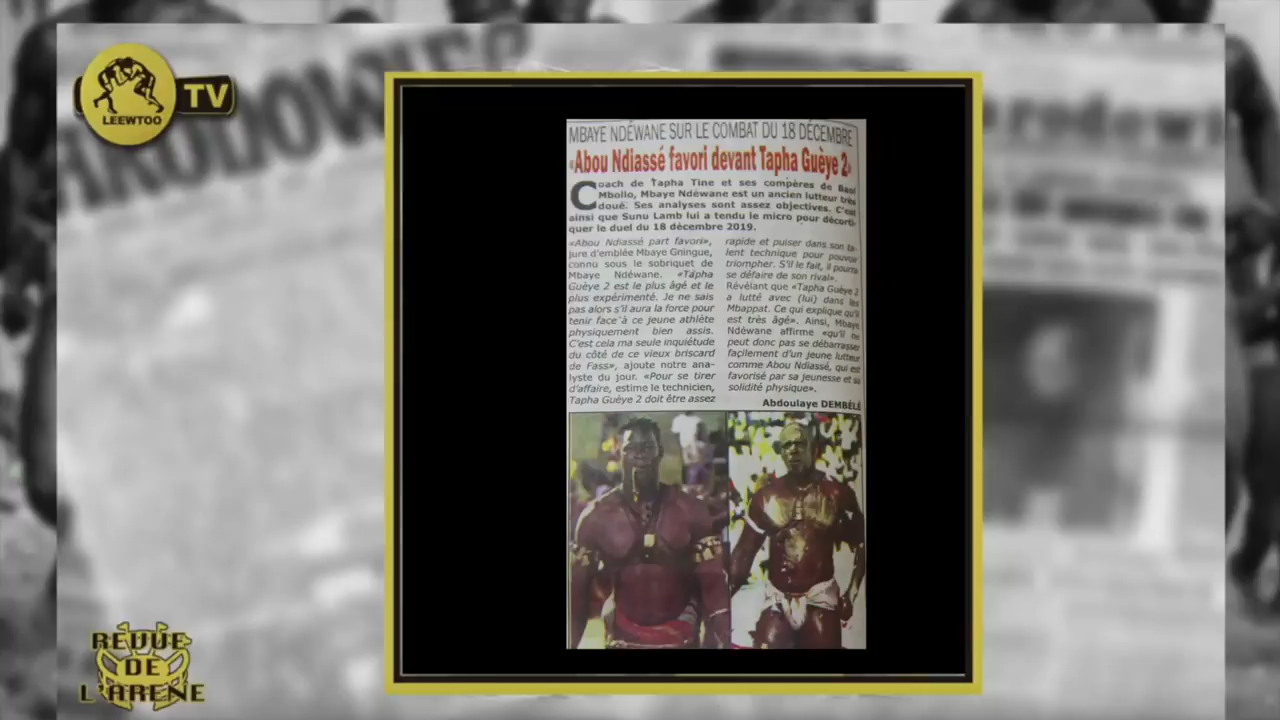 LEEWTOO
TV
MBAYE NDÉWANE SUR LE COMBAT DU 18 DÉCEMBRE
«Abou Ndiassé favori devant Tapha Guèye 2»
Coach de Tapha Tine et ses compères de Baol
Mbollo, Mbaye Ndéwane est un ancien lutteur très
doué. Ses analyses sont assez objectives. C'est
ainsi que Sunu Lamb lui a tendu le micro pour décorti-
quer le duel du 18 décembre 2019.
«Abou Ndiassé part favori»,
jure d'emblée Mbaye Gningue,
connu sous le sobriquet de
Mbaye Ndéwane. «Tapha
Guèye 2 est le plus âgé et le
plus expérimenté. Je ne sais
pas alors s'il aura la force pour
tenir face à ce jeune athlète
physiquement bien assis.
C'est cela ma seule inquiétude
du côté de ce vieux briscard
de Fass», ajoute notre ana-
lyste du jour. «Pour se tirer
d'affaire, estime le technicien,
Tapha Guèye 2 doit être assez
rapide et puiser dans son ta-
lent technique pour pouvoir
triompher. S'il le fait, il pourra
se défaire de son rival».
Révélant que «Tapha Guèye 2
a lutté avec (lui) dans les
Mbappat. Ce qui explique qu'il
est très âgé». Ainsi, Mbaye
Ndéwane affirme «qu'il ne
peut donc pas se débarrasser
façilement d'un jeune lutteur
comme Abou Ndiassé, qui est
favorisé par sa jeunesse et sa
solidité physique».
Abdoulaye DEMBÉLÉ
REVUE
DE
L'ARENE